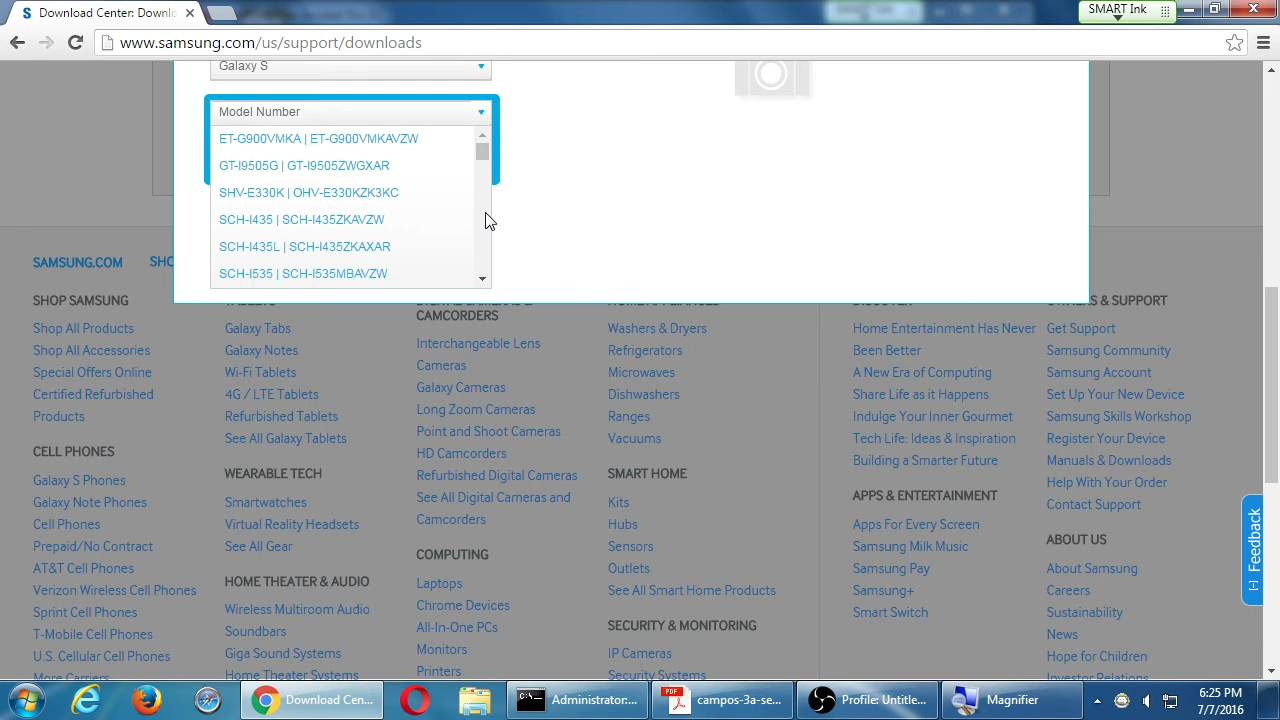 S Download Center: Downlo
SMART Ink
www.samsung.com/us/support/downloads
Galaxy S
Model Number
ET-G900VMKA | ET-G900VMKAVZW
GT-I9505G | GT-I9505ZWGXAR
SHV-E330K | OHV-E330KZK3KC
SCH-I435 | SCH-I435ZKAVZW
SCH-I435L | SCH-I435ZKAXAR
SCH-I535 | SCH-I535MBAVZW
SAMSUNG.COM
SHO
SHOP SAMSUNG
Shop All Products
Shop All Accessories
Special Offers Online
Certified Refurbished
Products
CELL PHONES
Galaxy S Phones
Galaxy Note Phones
Cell Phones
Prepaid/No Contract
AT&T Cell Phones
Verizon Wireless Cell Phones
Sprint Cell Phones
T-Mobile Cell Phones
U.S. Cellular Cell Phones
More Carriers
TABLETS
Galaxy Tabs
Galaxy Notes
Wi-Fi Tablets
4G / LTE Tablets
Refurbished Tablets
See All Galaxy Tablets
WEARABLE TECH
Smartwatches
Virtual Reality Headsets
See All Gear
HOME THEATER & AUDIO
Wireless Multiroom Audio
Soundbars
Giga Sound Systems
Home Theater Systems
DIGITAL CAMERAS &
CAMCORDERS
Interchangeable Lens
Cameras
Galaxy Cameras
Long Zoom Cameras
Point and Shoot Cameras
HD Camcorders
Refurbished Digital Cameras
See All Digital Cameras and
Camcorders
COMPUTING
Laptops
Chrome Devices
All-In-One PCs
Monitors
Printers
HOME APPLIANCES
Washers & Dryers
Refrigerators
Microwaves
Dishwashers
Ranges
Vacuums
SMART HOME
Kits
Hubs
Sensors
Outlets
See All Smart Home Products
SECURITY & MONITORING
IP Cameras
Security Systems
DISCOVER
Home Entertainment Has Never
Been Better
A New Era of Computing
Share Life as it Happens
Indulge Your Inner Gourmet
Tech Life: Ideas & Inspiration
Building a Smarter Future
APPS & ENTERTAINMENT
Apps For Every Screen
Samsung Milk Music
Samsung Pay
Samsung+
Smart Switch
OWNERS & SUPPORT
Get Support
Samsung Community
Samsung Account
Set Up Your New Device
Samsung Skills Workshop
Register Your Device
Manuals & Downloads
Help With Your Order
Contact Support
ABOUT US
About Samsung
Careers
Sustainability
News
Hope for Children
Investor Relations
[-] Feedback
Download Cen...
Administrator:...
PDF
campos-3a-se...
Profile: Untitle...
Magnifier
6:25 PM
7/7/2016